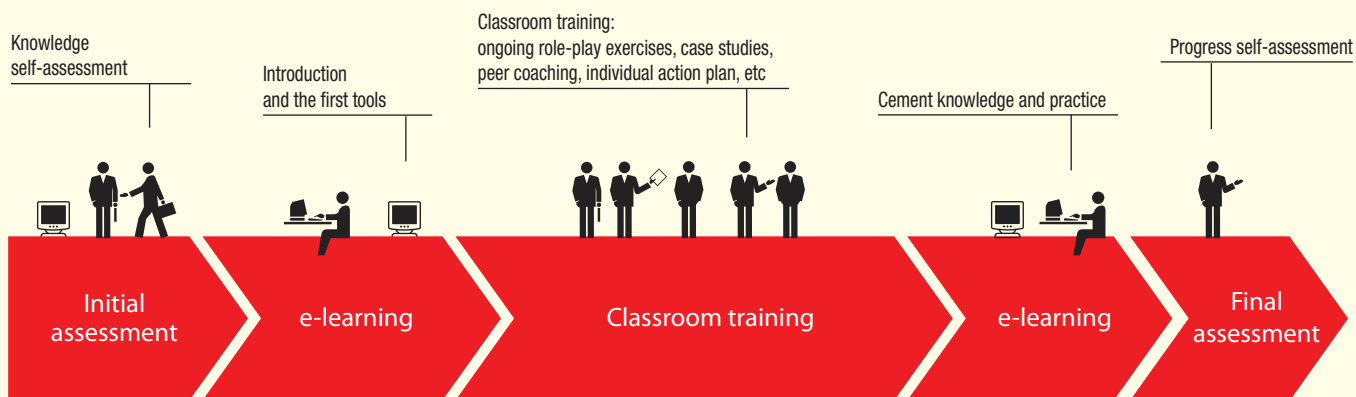 Knowledge
self-assessment
Introduction
and the first tools
Classroom training:
ongoing role-play exercises, case studies,
peer coaching, individual action plan, etc
Cement knowledge and practice
Progress self-assessment
Initial
assessment
e-learning
Classroom training
e-learning
Final
assessment